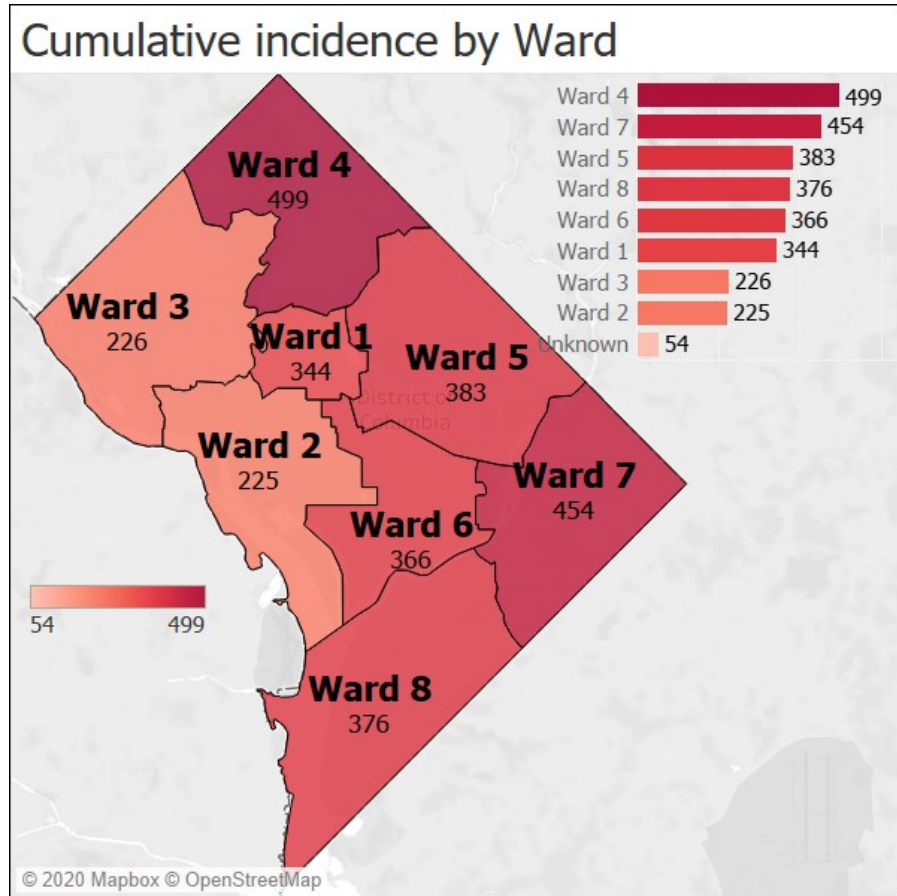 Cumulative incidence by Ward
Ward 4 499
Ward 7 454
Ward 5 383
Ward 8 376
Ward 6 366
Ward 1 344
Ward 3 226
Ward 2 225
Unknown 54
Ward 4
499
Ward 3
226
Ward 1
344
Ward 5
383
District of
Columbia
Ward 2
225
Ward 7
454
Ward 6
366
54 499
Ward 8
376
© 2020 Mapbox © OpenStreetMap